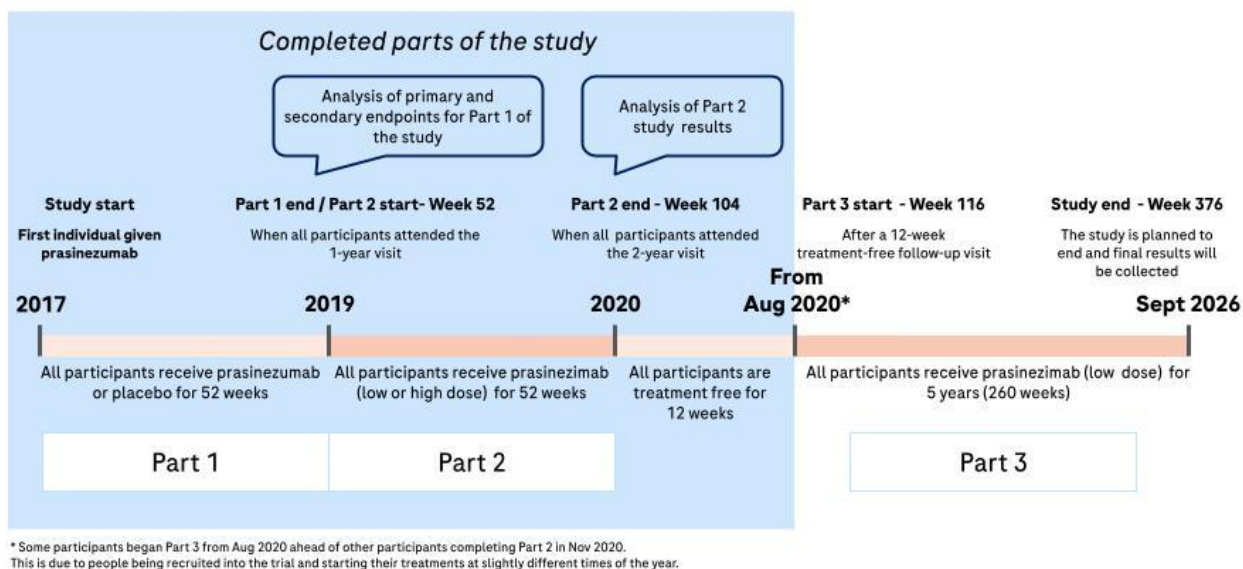 Completed parts of the study
Analysis of primary and
secondary endpoints for Part 1 of
the study
Analysis of Part 2
study results
Study start
First individual given
prasinezumab
Part 1 end / Part 2 start- Week 52
When all participants attended the
1-year visit
Part 2 end - Week 104
When all participants attended
the 2-year visit
Part 3 start - Week 116
After a 12-week
treatment-free follow-up visit
Study end - Week 376
The study is planned to
end and final results will
be collected
2017
2019
2020
From
Aug 2020*
Sept 2026
All participants receive prasinezumab
or placebo for 52 weeks
All participants receive prasinezimab
(low or high dose) for 52 weeks
All participants are
treatment free for
12 weeks
All participants receive prasinezimab (low dose) for
5 years (260 weeks)
Part 1
Part 2
Part 3
* Some participants began Part 3 from Aug 2020 ahead of other participants completing Part 2 in Nov 2020.
This is due to people being recruited into the trial and starting their treatments at slightly different times of the year.